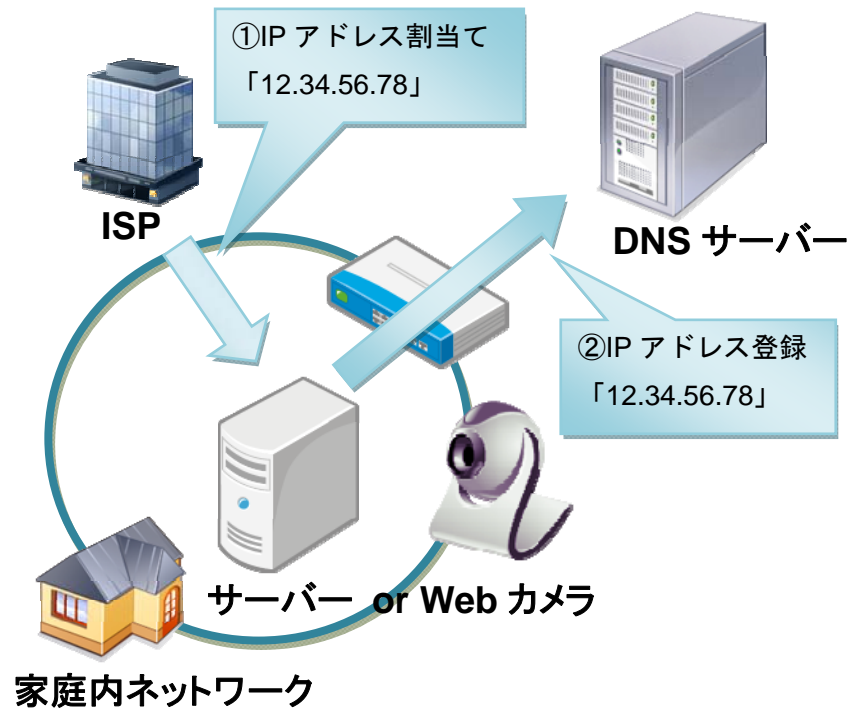 ①IP アドレス割当て
「12.34.56.78」
ISP
DNS サーバー
②IP アドレス登録
「12.34.56.78」
サーバー or Web カメラ
家庭内ネットワーク